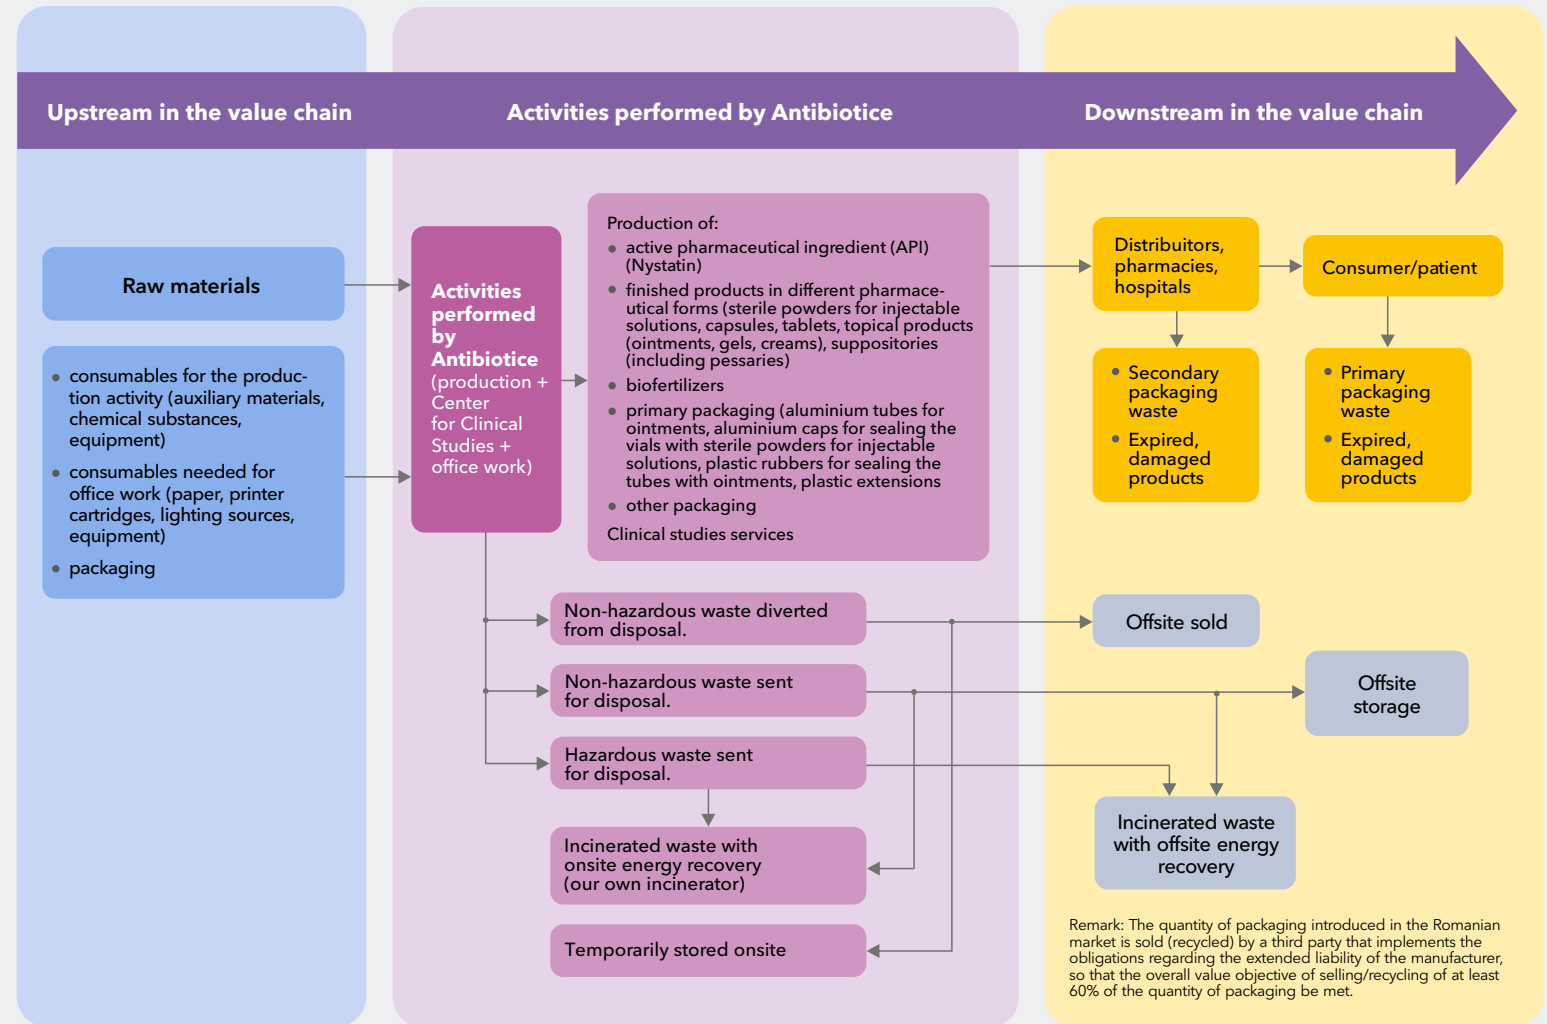 Upstream in the value chain
Activities performed by Antibiotice
Downstream in the value chain
Raw materials
consumables for the produc-
tion activity (auxiliary materials,
chemical substances,
equipment)
consumables needed for
office work (paper, printer
cartridges, lighting sources,
equipment)
packaging
Activities
performed
by
Antibiotice
(production +
Center
for Clinical
Studies +
office work)
Production of:
active pharmaceutical ingredient (API)
(Nystatin)
finished products in different pharmace-
utical forms (sterile powders for injectable
solutions, capsules, tablets, topical products
(ointments, gels, creams), suppositories
(including pessaries)
biofertilizers
primary packaging (aluminium tubes for
ointments, aluminium caps for sealing the
vials with sterile powders for injectable
solutions, plastic rubbers for sealing the
tubes with ointments, plastic extensions
other packaging
Clinical studies services
Distribuitors,
pharmacies,
hospitals
Consumer/patient
Secondary
packaging
waste
Expired,
damaged
products
Primary
packaging
waste
Expired,
damaged
products
Non-hazardous waste diverted
from disposal.
Offsite sold
Non-hazardous waste sent
for disposal.
Offsite
storage
Hazardous waste sent
for disposal.
Incinerated waste with
onsite energy recovery
(our own incinerator)
Incinerated waste
with offsite energy
recovery
Temporarily stored onsite
Remark: The quantity of packaging introduced in the Romanian
market is sold (recycled) by a third party that implements the
obligations regarding the extended liability of the manufacturer,
so that the overall value objective of selling/recycling of at least
60% of the quantity of packaging be met.